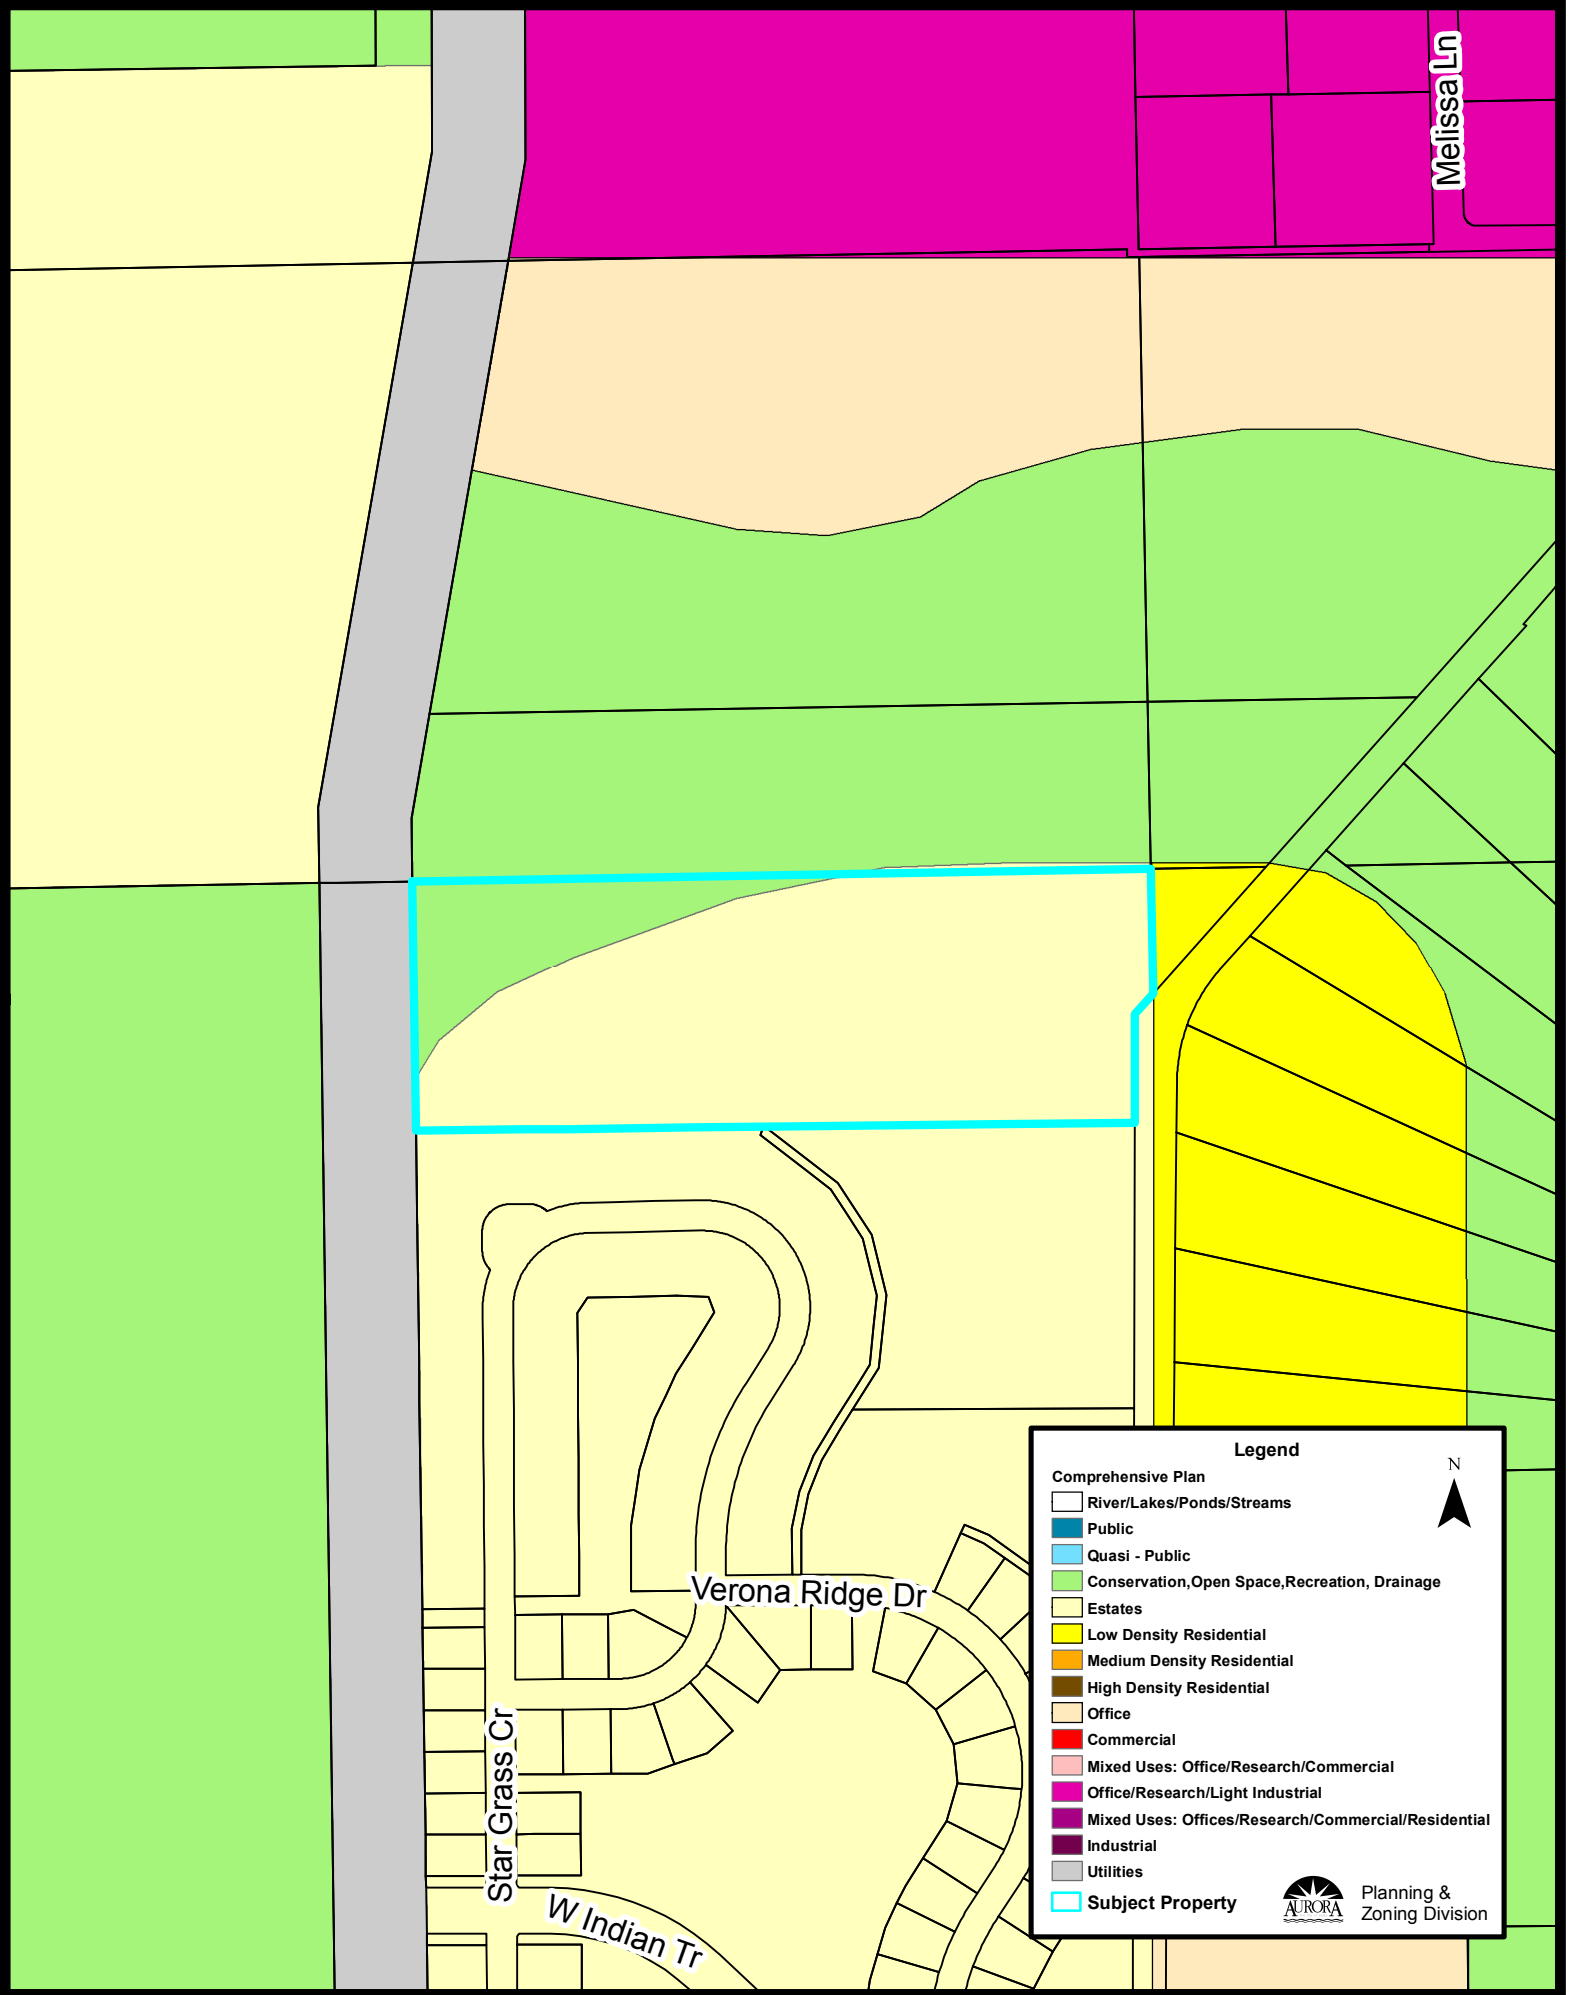 Melissa Ln
Verona Ridge Dr
Star Grass Cr
W Indian Tr
Legend
N
Comprehensive Plan
River/Lakes/Ponds/Streams
Public
Quasi - Public
Conservation,Open Space,Recreation, Drainage
Estates
Low Density Residential
Medium Density Residential
High Density Residential
Office
Commercial
Mixed Uses: Office/Research/Commercial
Office/Research/Light Industrial
Mixed Uses: Offices/Research/Commercial/Residential
Industrial
Utilities
Subject Property
AURORA
Planning &
Zoning Division